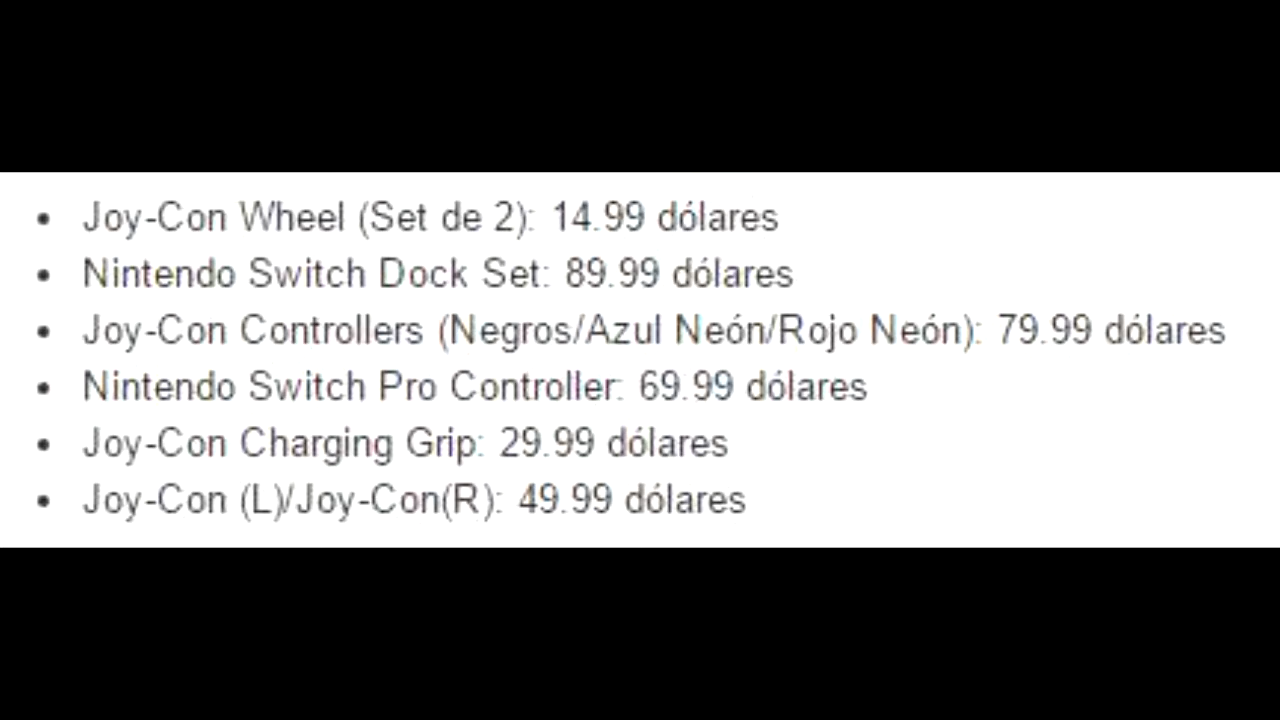 • Joy-Con Wheel (Set de 2): 14.99 dólares
• Nintendo Switch Dock Set: 89.99 dólares
• Joy-Con Controllers (Negros/Azul Neón/Rojo Neón): 79.99 dólares
• Nintendo Switch Pro Controller: 69.99 dólares
• Joy-Con Charging Grip: 29.99 dólares
• Joy-Con (L)/Joy-Con(R): 49.99 dólares